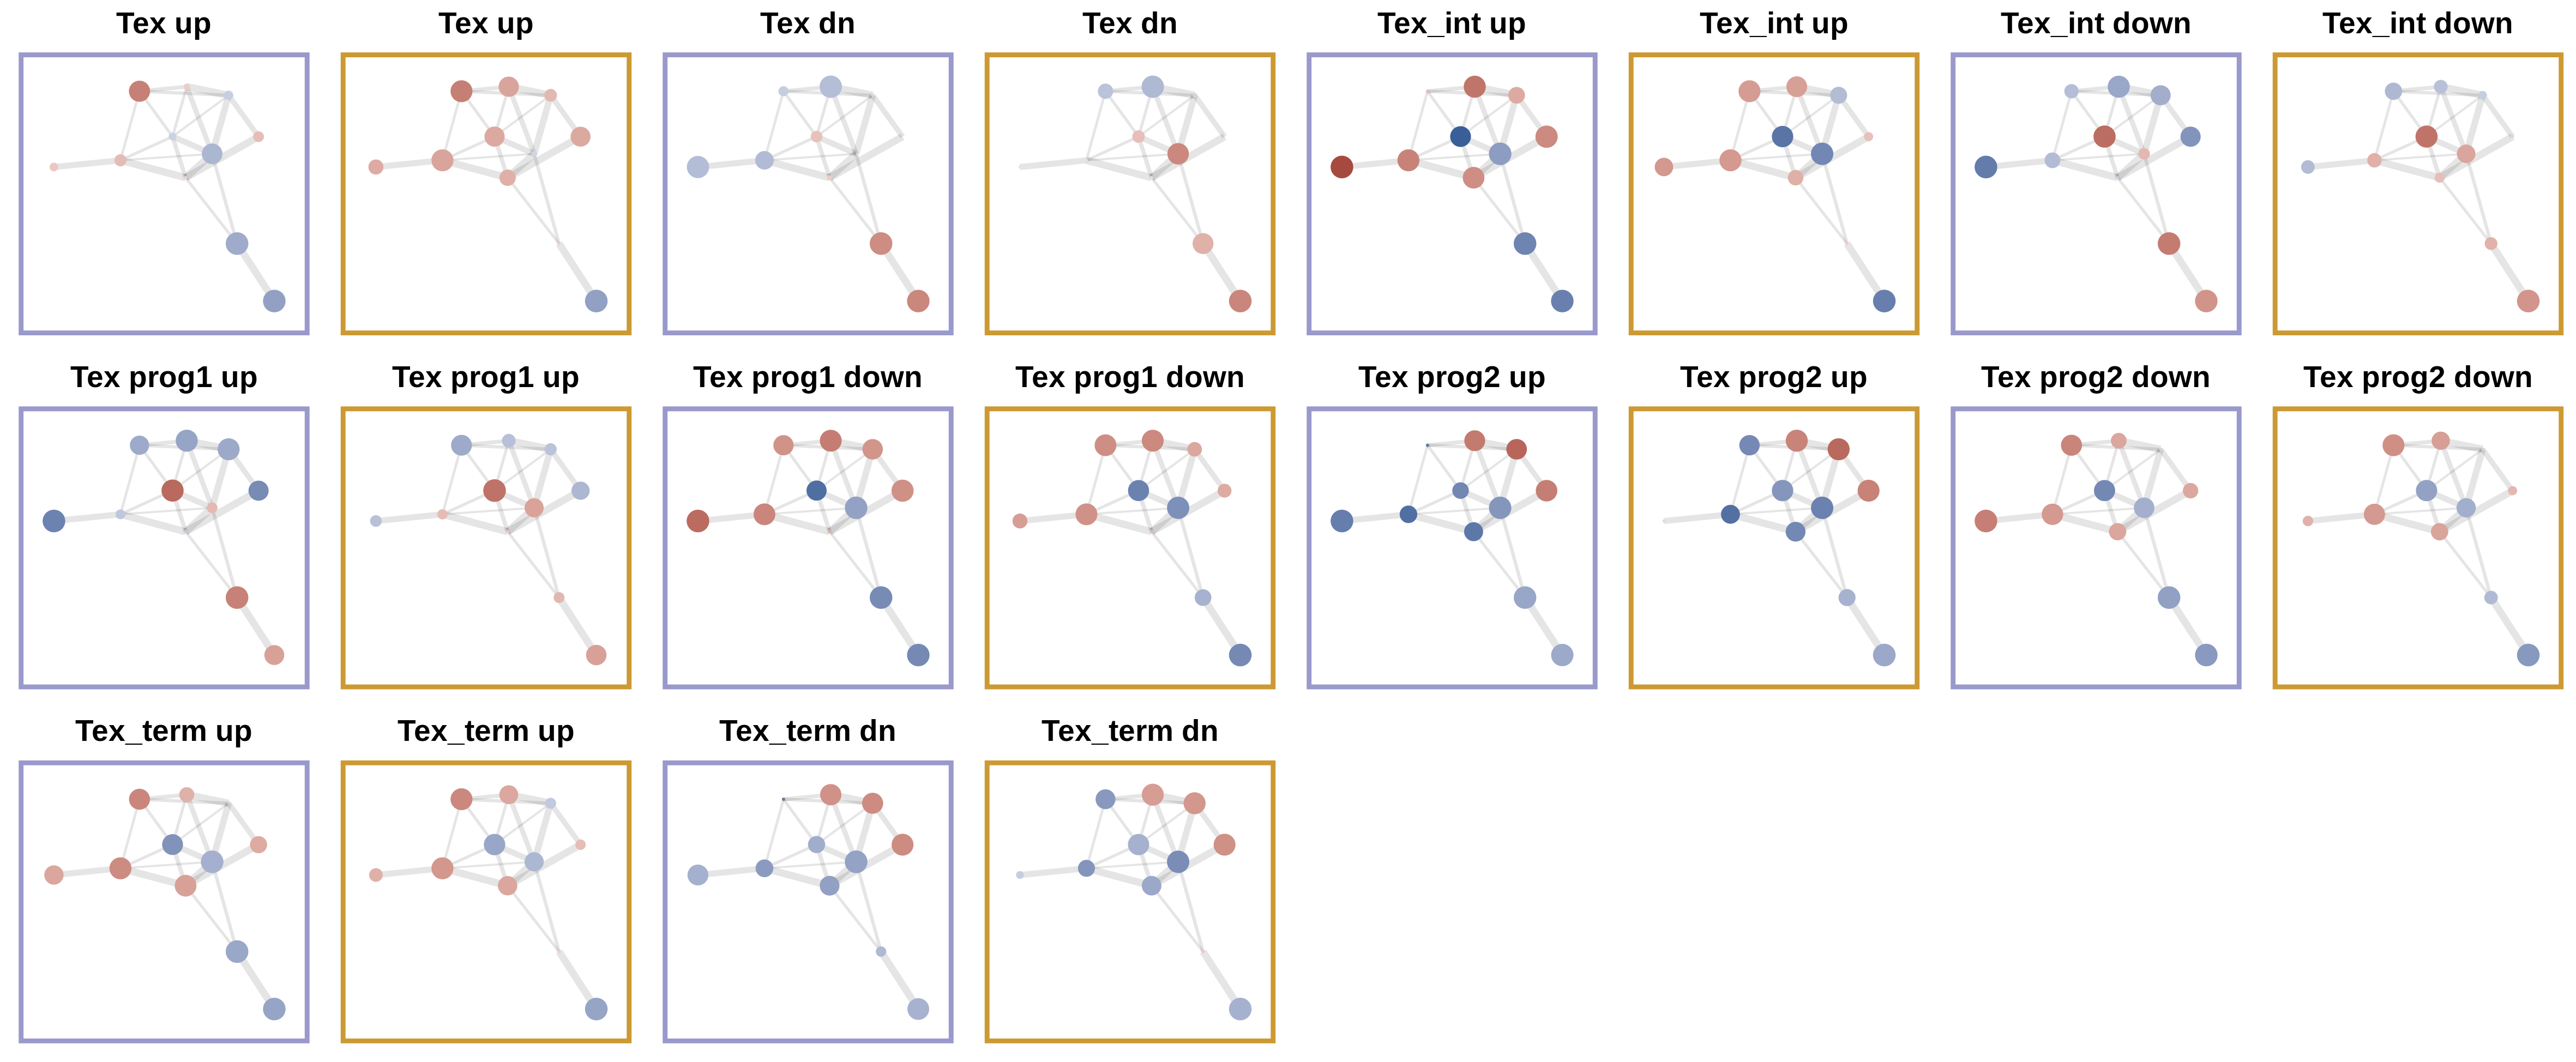 Tex up Tex up Tex dn Tex dn Tex_int up Tex_int up Tex_int down Tex_int down
Tex prog1 up Tex prog1 up Tex prog1 down Tex prog1 down Tex prog2 up Tex prog2 up Tex prog2 down Tex prog2 down
Tex_term up Tex_term up Tex_term dn Tex_term dn